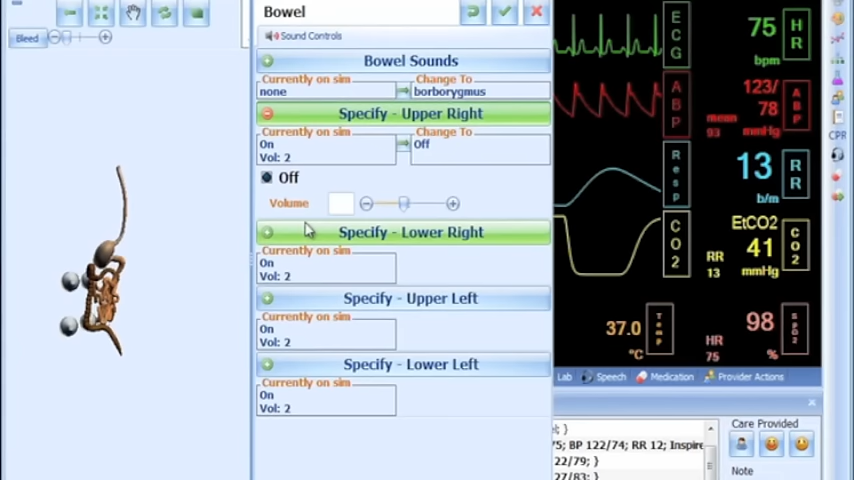 Bowel
Sound Controls
Bleed
Bowel Sounds
Currently on sim
Change To
none
borborygmus
Specify - Upper Right
Currently on sim
Change To
On
Off
Vol: 2
Off
Volume
Specify - Lower Right
Currently on sim
On
Vol: 2
Specify - Upper Left
Currently on sim
On
Vol: 2
Specify - Lower Left
Currently on sim
On
Vol: 2
ECG
75
HR
bpm
ABP
123/
78
mean
93
mmHg
ABP
Resp
13
RR
b/m
CO2
EtCO2
RR
13
41
mmHg
CO2
37.0
°C
Temp
HR
75
98
%
SpO2
CPR
Lab
Speech
Medication
Provider Actions
el; }
75; BP 122/74; RR 12; Inspire
22/79; }
27/83; }
Care Provided
Note